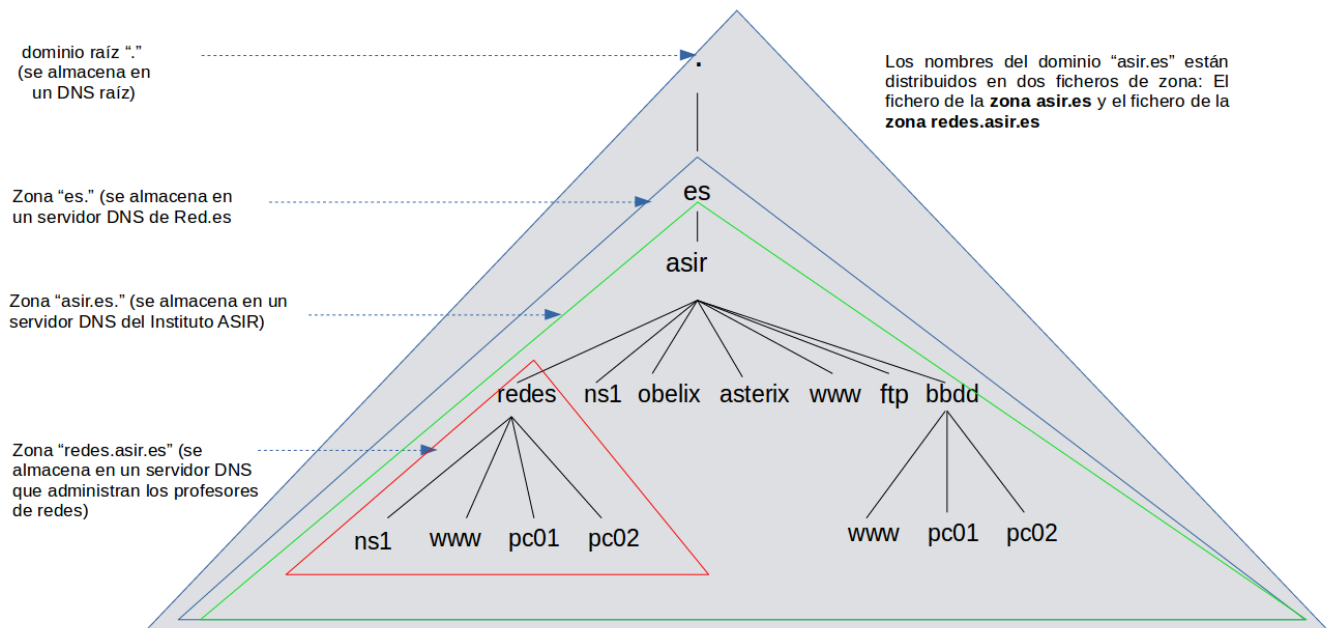 dominio raíz “.”
(se almacena en
un DNS raíz)
.
Los nombres del dominio “asir.es” están
distribuidos en dos ficheros de zona: El
fichero de la zona asir.es y el fichero de la
zona redes.asir.es
Zona “es.” (se almacena en
un servidor DNS de Red.es
es
asir
Zona “asir.es.” (se almacena en un
servidor DNS del Instituto ASIR)
redes ns1 obelix asterix www ftp bbdd
Zona “redes.asir.es” (se
almacena en un servidor DNS
que administran los profesores
de redes)
ns1 www pc01 pc02
www pc01 pc02